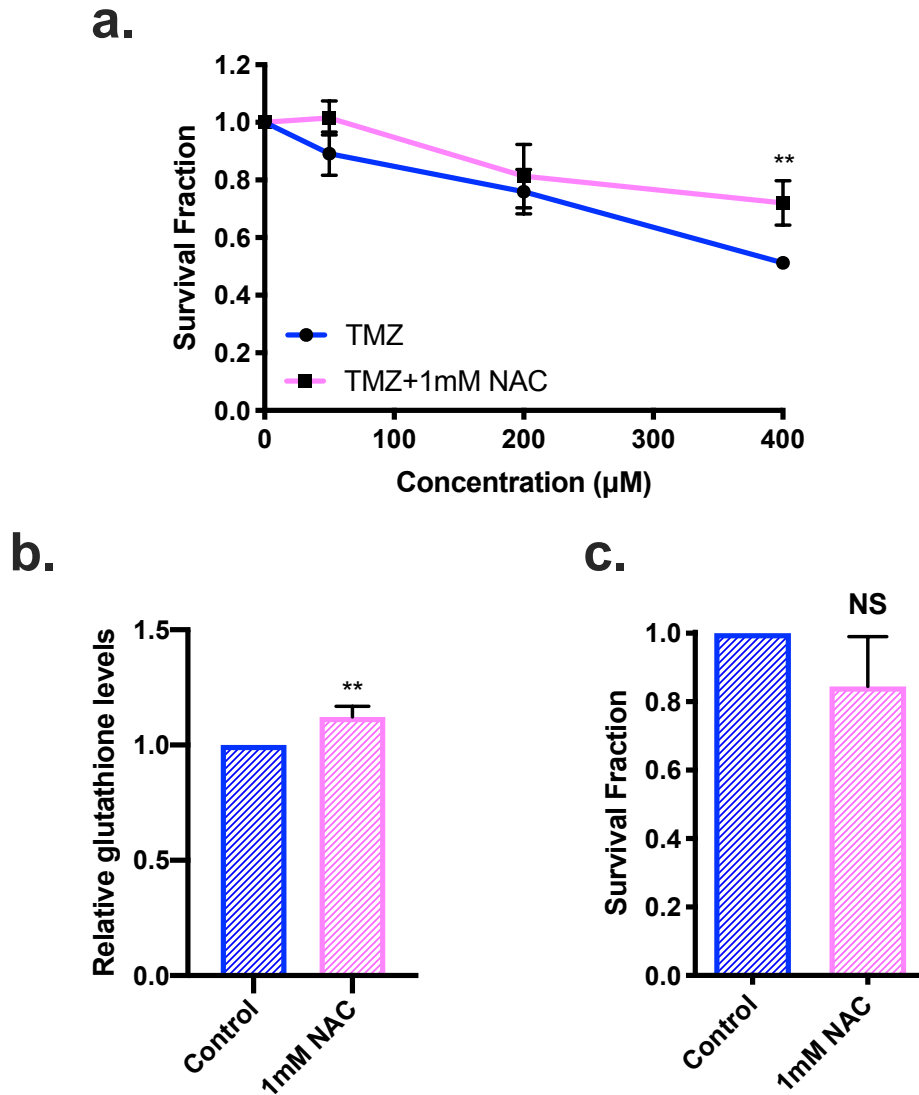 a.
Survival Fraction
1.2
1.0
0.8
0.6
0.4
0.2
0.0
**
TMZ
TMZ+1mM NAC
0
100
200
300
400
Concentration (µM)
b.
Relative glutathione levels
1.5
1.0
0.5
0.0
**
Control
1mM NAC
c.
Survival Fraction
NS
1.0
0.8
0.6
0.4
0.2
0.0
Control
1mM NAC